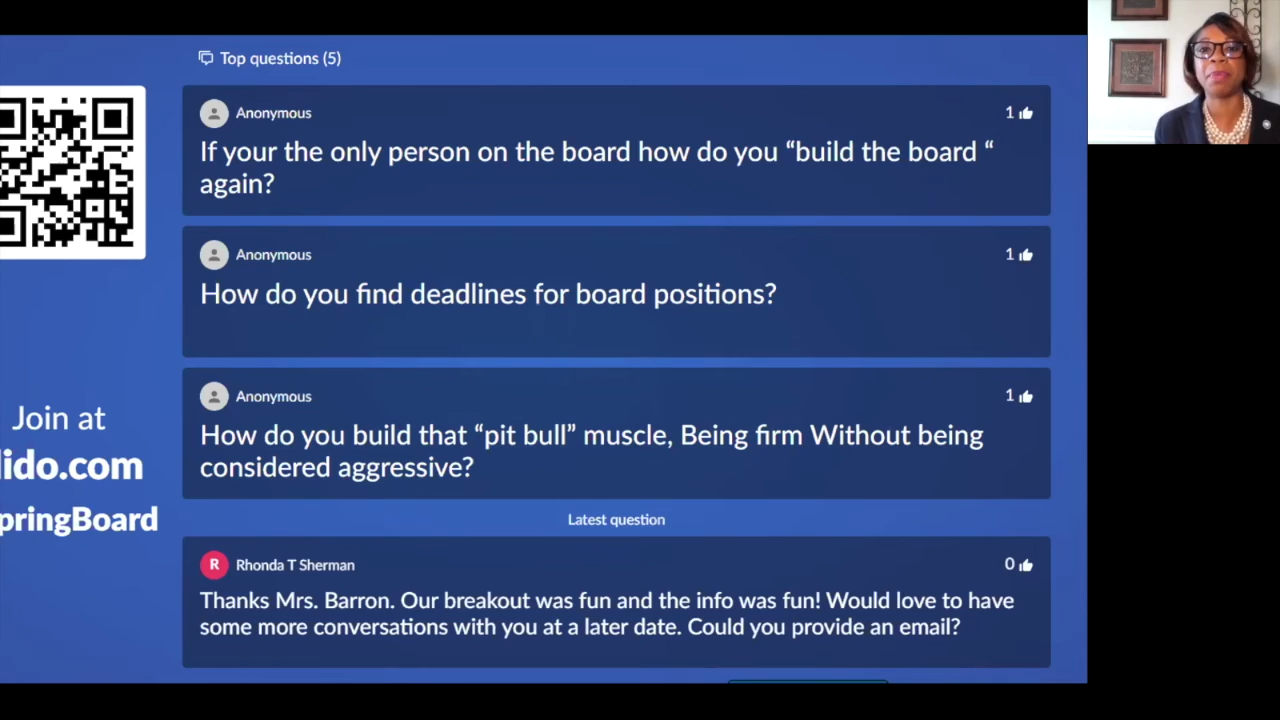 Top questions (5)
Anonymous
1
If your the only person on the board how do you “build the board “
again?
Anonymous
1
How do you find deadlines for board positions?
Anonymous
1
How do you build that “pit bull” muscle, Being firm Without being
considered aggressive?
Join at
lido.com
pringBoard
Latest question
R
Rhonda T Sherman
0
Thanks Mrs. Barron. Our breakout was fun and the info was fun! Would love to have
some more conversations with you at a later date. Could you provide an email?